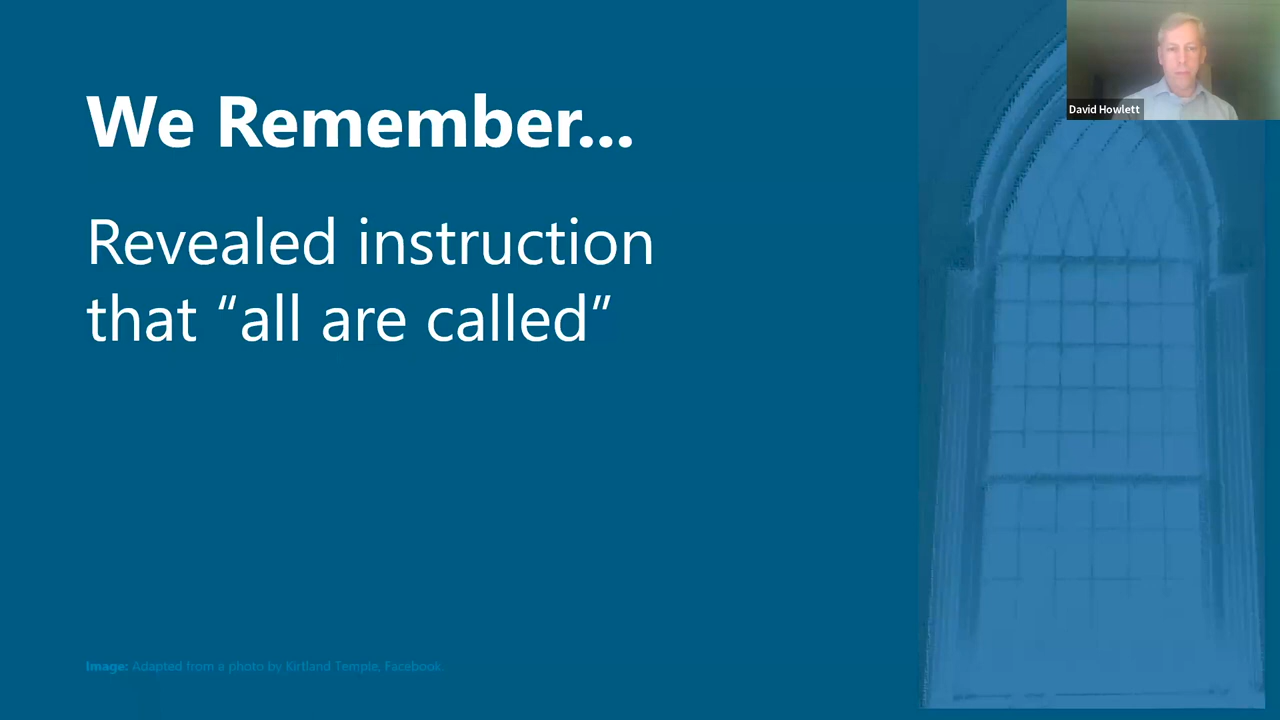 We Remember...
David Howlett
Revealed instruction
that “all are called”
Image: Adapted from a photo by Kirtland Temple, Facebook.